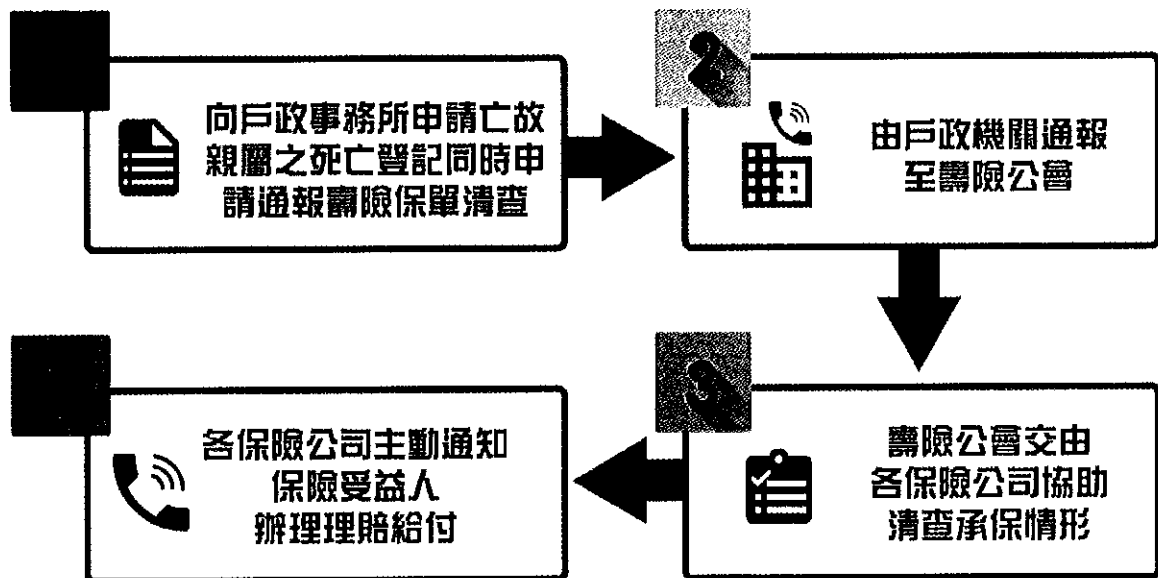 向戶政事務所申請亡故
親屬之死亡登記同時申
請通報壽險保單清查
2
由戶政機關通報
至壽險公會
3
壽險公會交由
各保險公司協助
清查承保情形
各保險公司主動通知
保險受益人
辦理理賠給付